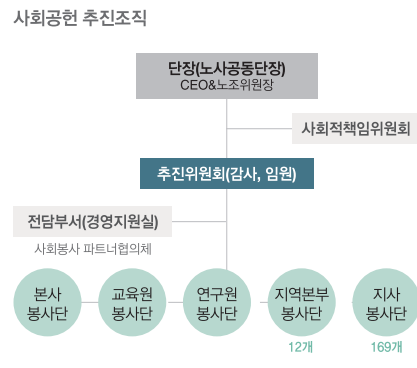 사회공헌 추진조직
단장(노사공동단장)
CEO&노조위원장
사회적책임위원회
추진위원회(감사, 임원)
전담부서(경영지원실)
사회봉사 파트너협의체
본사
봉사단
교육원
봉사단
연구원
봉사단
지역본부
봉사단
지사
봉사단
12개
169개